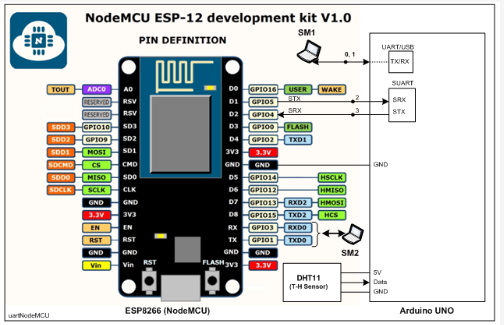 NodeMCU ESP-12 development kit V1.0
PIN DEFINITION
SM1
UART/USB
0, 1
TX/RX
SUART
TOUT ADC0 A0 D0 GPIO16 USER WAKE
RESERVED RSV D1 GPIO5 STX 2 SRX
RESERVED RSV D2 GPIO4 SRX 3 STX
SDD3 GPIO10 SD3 D3 GPIO0 FLASH
SDD2 GPIO9 SD2 D4 GPIO2 TXD1
SDD1 MOSI SD1 3V3 3.3V
SDCMD CS CMD GND GND GND
SDD0 MISO SD0 D5 GPIO14 HSCLK
SDCLK SCLK CLK D6 GPIO12 HMISO
GND GND D7 GPIO13 RXD2 HMOSI
3.3V 3V3 D8 GPIO15 TXD2 HCS
EN EN RX GPIO3 RXD0
RST RST TX GPIO1 TXD0
GND GND GND GND
Vin Vin 3V3 3.3V
SM2
RST FLASH
DHT11
(T-H Sensor)
5V
Data
GND
ESP8266 (NodeMCU)
Arduino UNO
uartNodeMCU